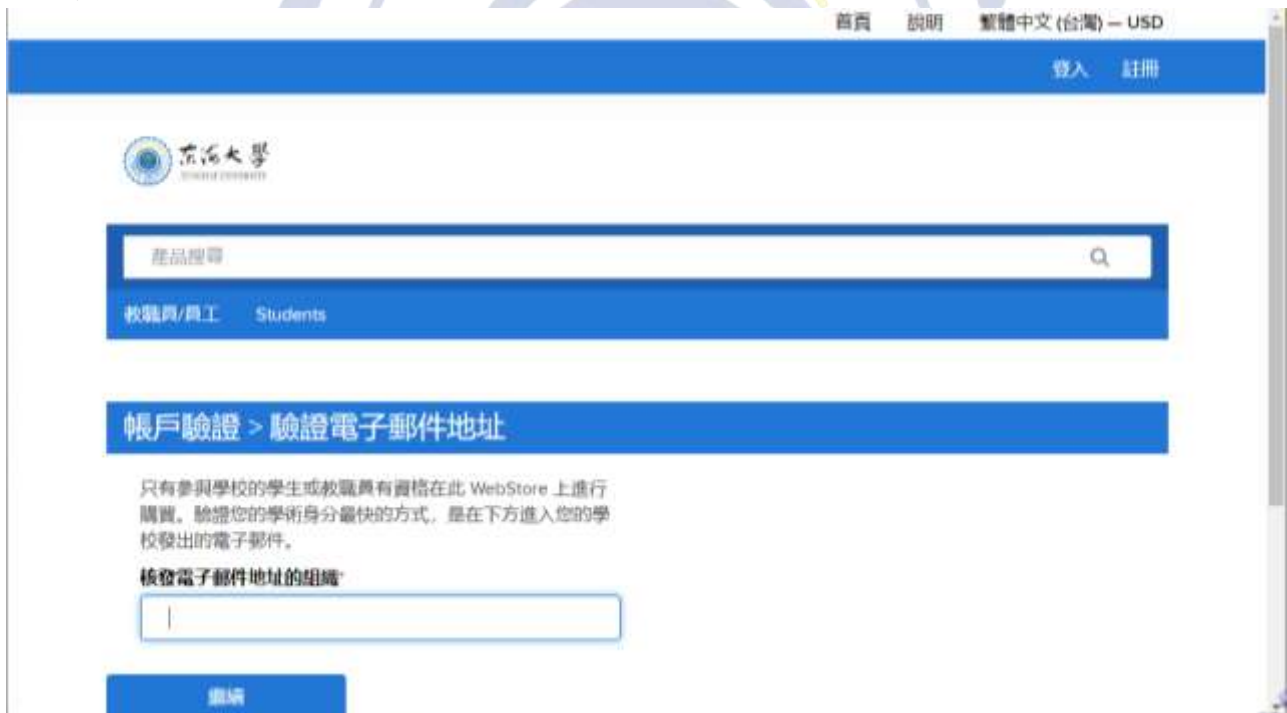 首頁 說明 繁體中文 (台灣) — USD
登入 註冊
东海大學
產品搜尋
教職員/員工 Students
帳戶驗證 > 驗證電子郵件地址
只有參與學校的學生或教職員有資格在此 WebStore 上進行
購買。驗證您的學術身分最快的方式，是在下方進入您的學
校發出的電子郵件。
核發電子郵件地址的組織*
繼續